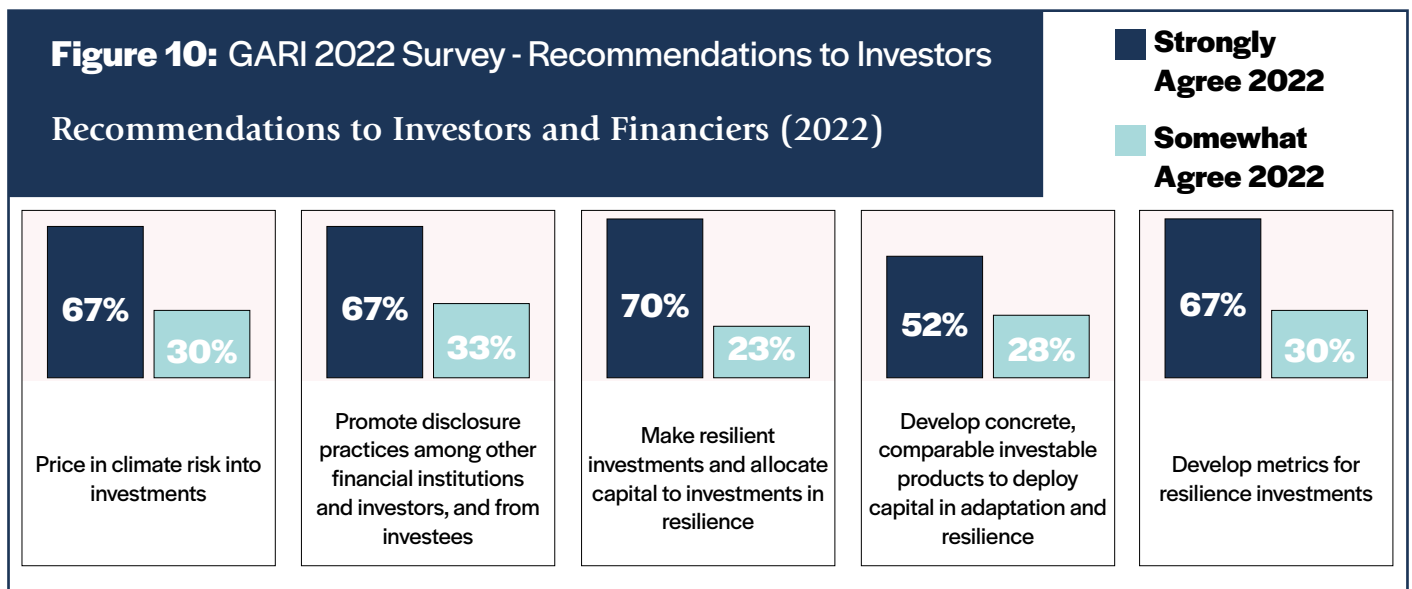 Figure 10: GARI 2022 Survey - Recommendations to Investors
Recommendations to Investors and Financiers (2022)
Strongly
Agree 2022
Somewhat
Agree 2022
67%
30%
Price in climate risk into
investments
67%
33%
Promote disclosure
practices among other
financial institutions
and investors, and from
investees
70%
23%
Make resilient
investments and allocate
capital to investments in
resilience
52%
28%
Develop concrete,
comparable investable
products to deploy
capital in adaptation and
resilience
67%
30%
Develop metrics for
resilience investments